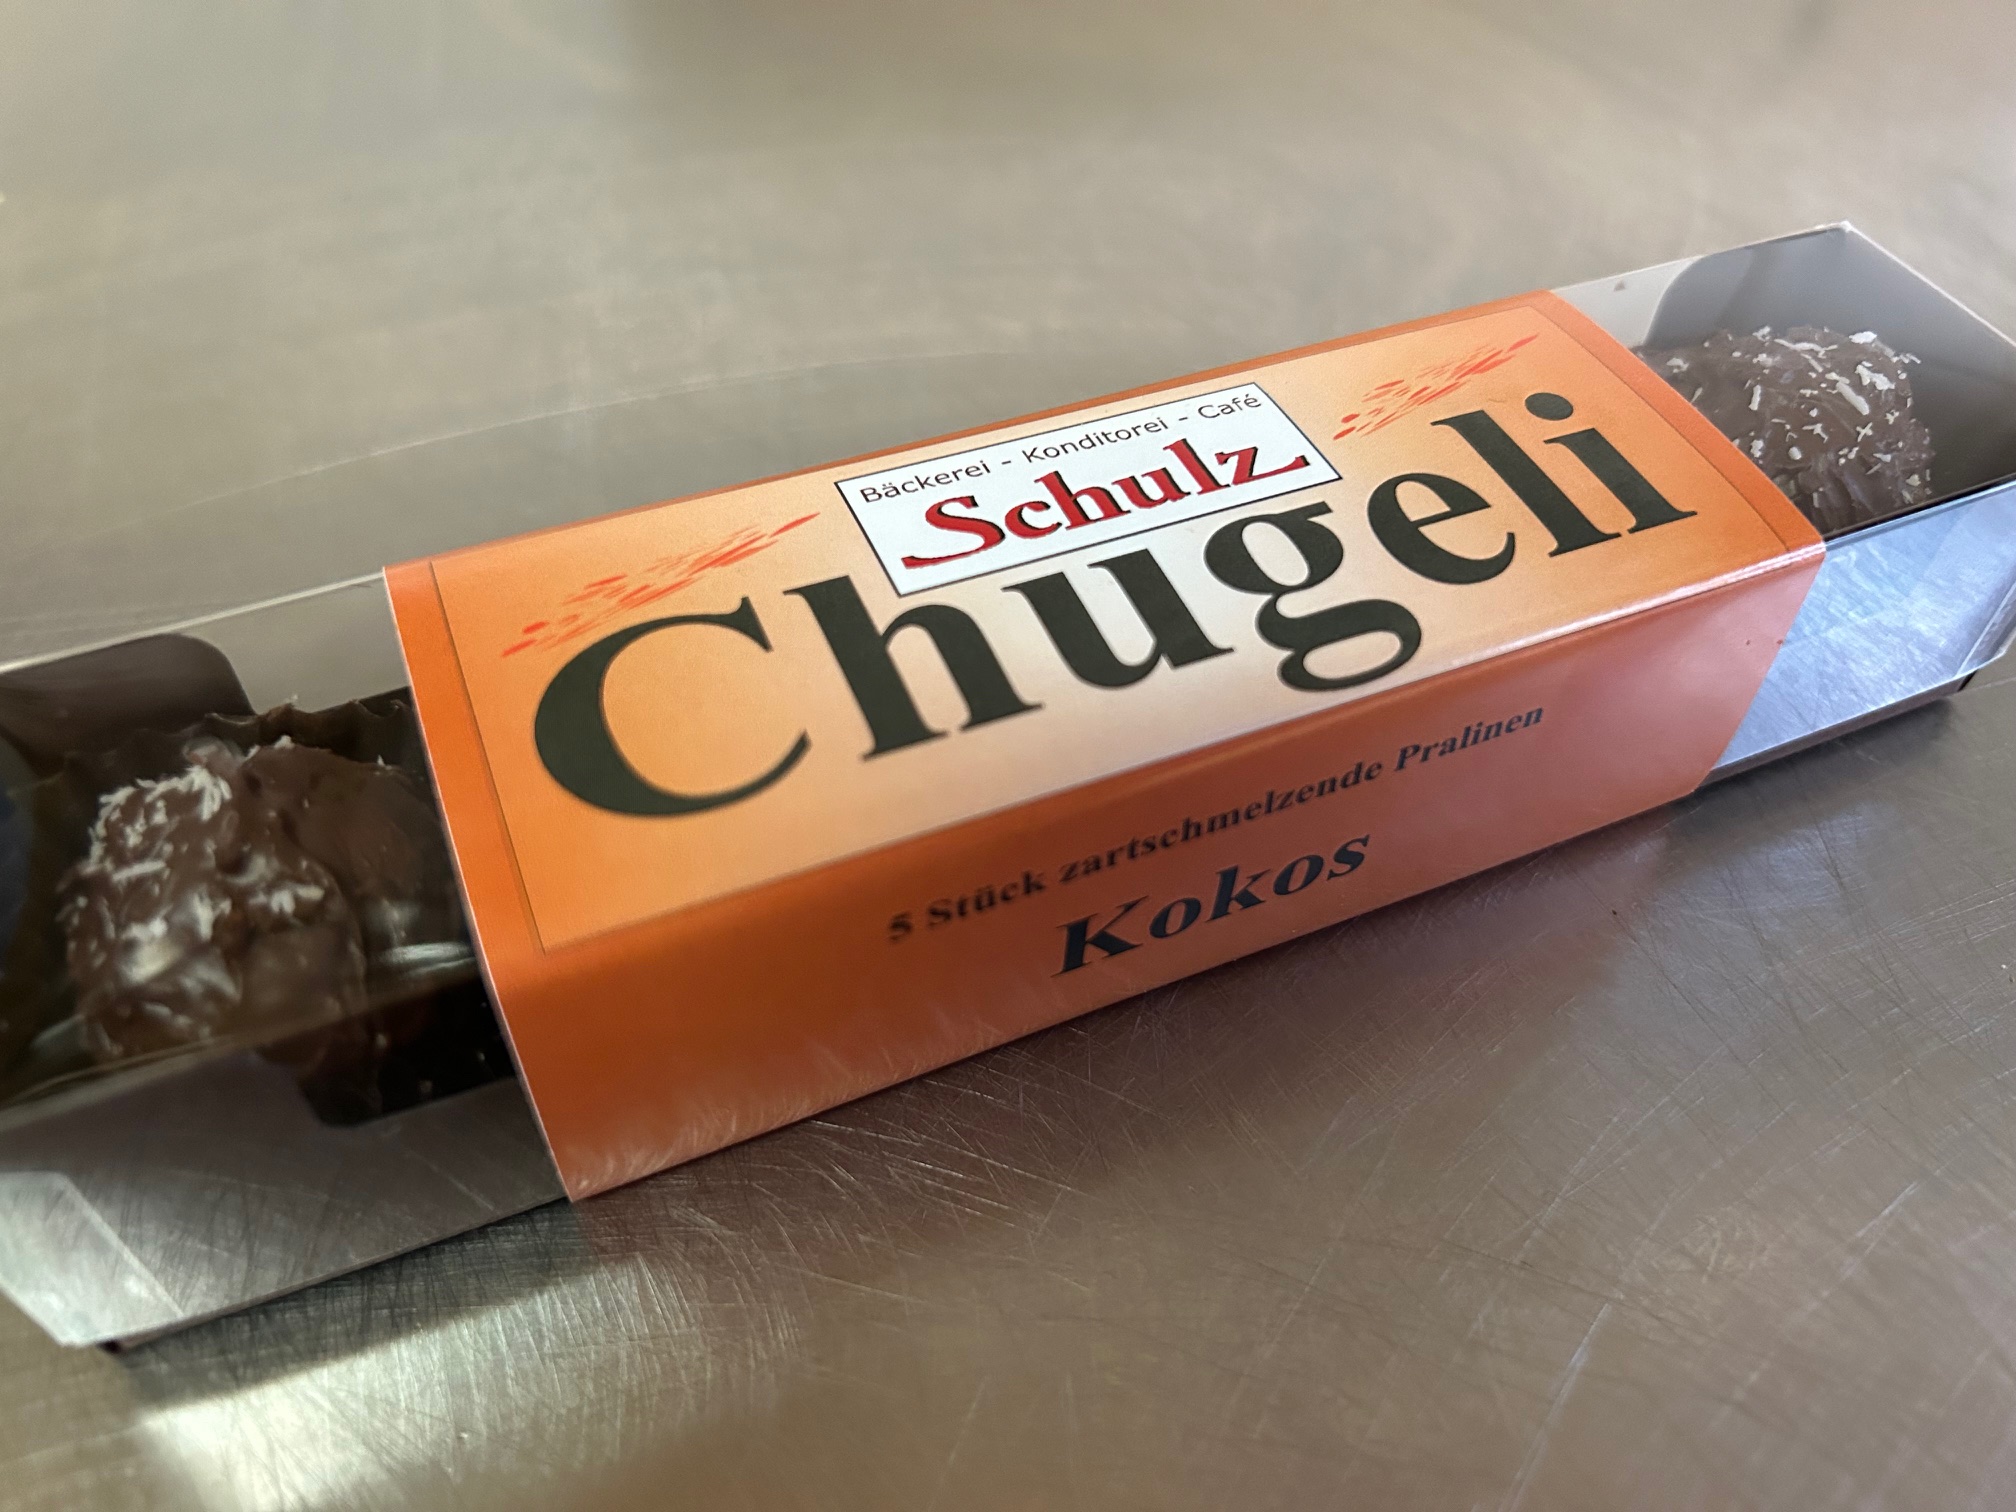 Bäckerei - Konditorei - Café
Schulz
Chugeli
5 Stück zartschmelzende Pralinen
Kokos